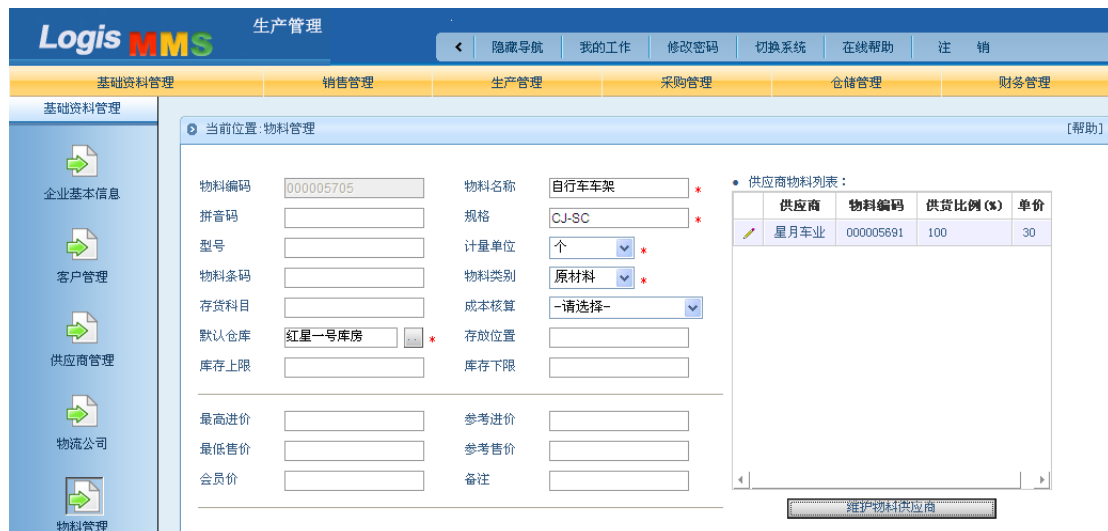 Logis MMS 生产管理
隐藏导航 我的工作 修改密码 切换系统 在线帮助 注 销
基础资料管理 销售管理 生产管理 采购管理 仓储管理 财务管理
基础资料管理
当前位置:物料管理 [帮助]
企业基本信息
客户管理
供应商管理
物流公司
物料管理
物料编码 000005705 物料名称 自行车车架 *
拼音码 规格 CJ-SC *
型号 计量单位 个 *
物料条码 物料类别 原材料 *
存货科目 成本核算 -请选择-
默认仓库 红星一号库房 .. * 存放位置
库存上限 库存下限
最高进价 参考进价
最低售价 参考售价
会员价 备注
• 供应商物料列表：
供应商 物料编码 供货比例(%) 单价
星月车业 000005691 100 30
维护物料供应商